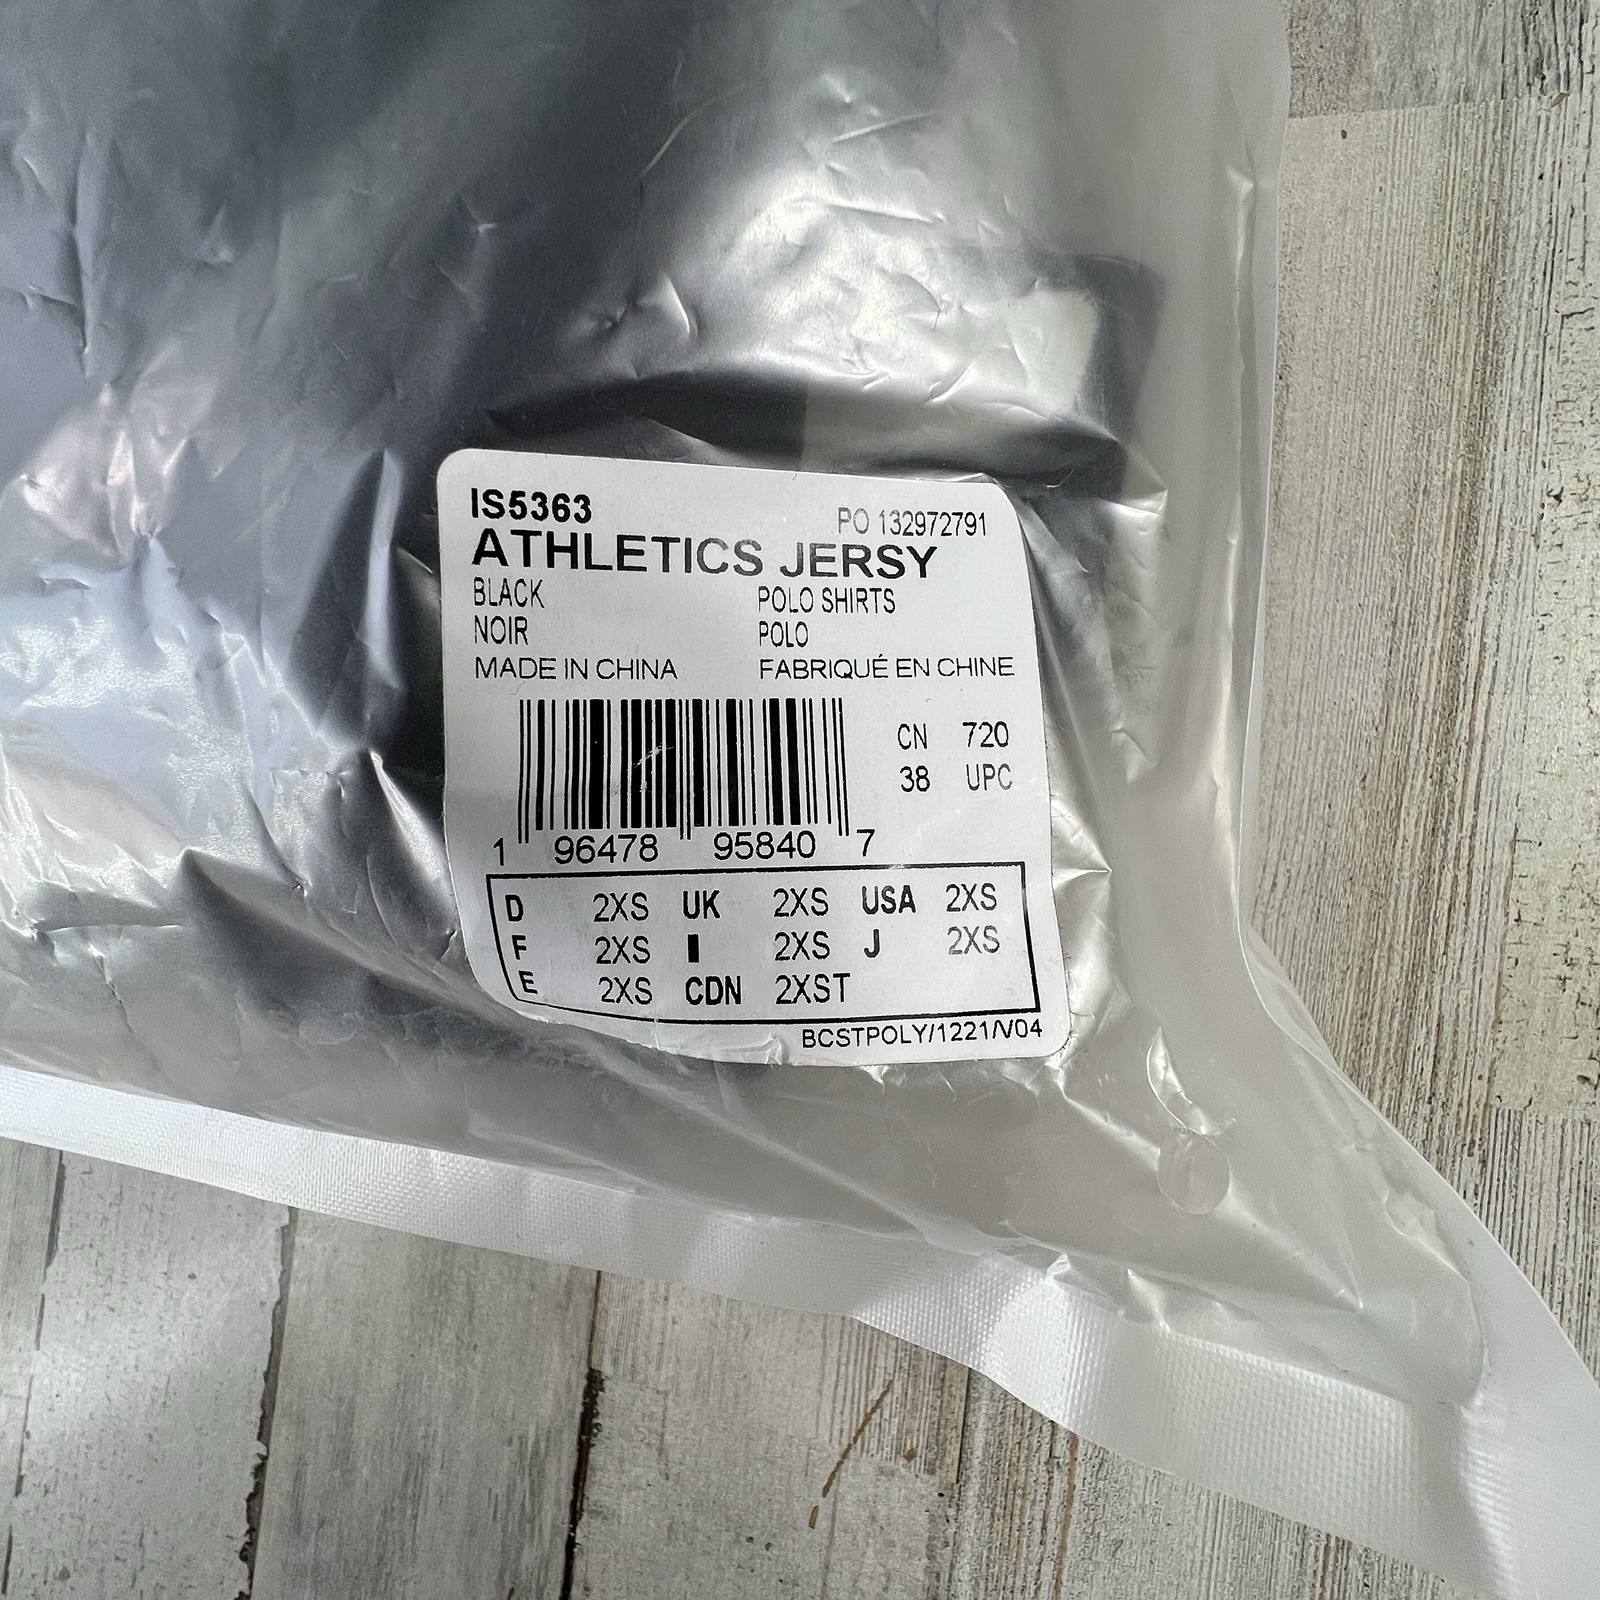 IS5363 PO 132972791
ATHLETICS JERSY
BLACK POLO SHIRTS
NOIR POLO
MADE IN CHINA FABRIQUÉ EN CHINE
CN 720
38 UPC
1 96478 95840 7
D 2XS UK 2XS USA 2XS
F 2XS I 2XS J 2XS
E 2XS CDN 2XST
BCSTPOLY/1221/V04